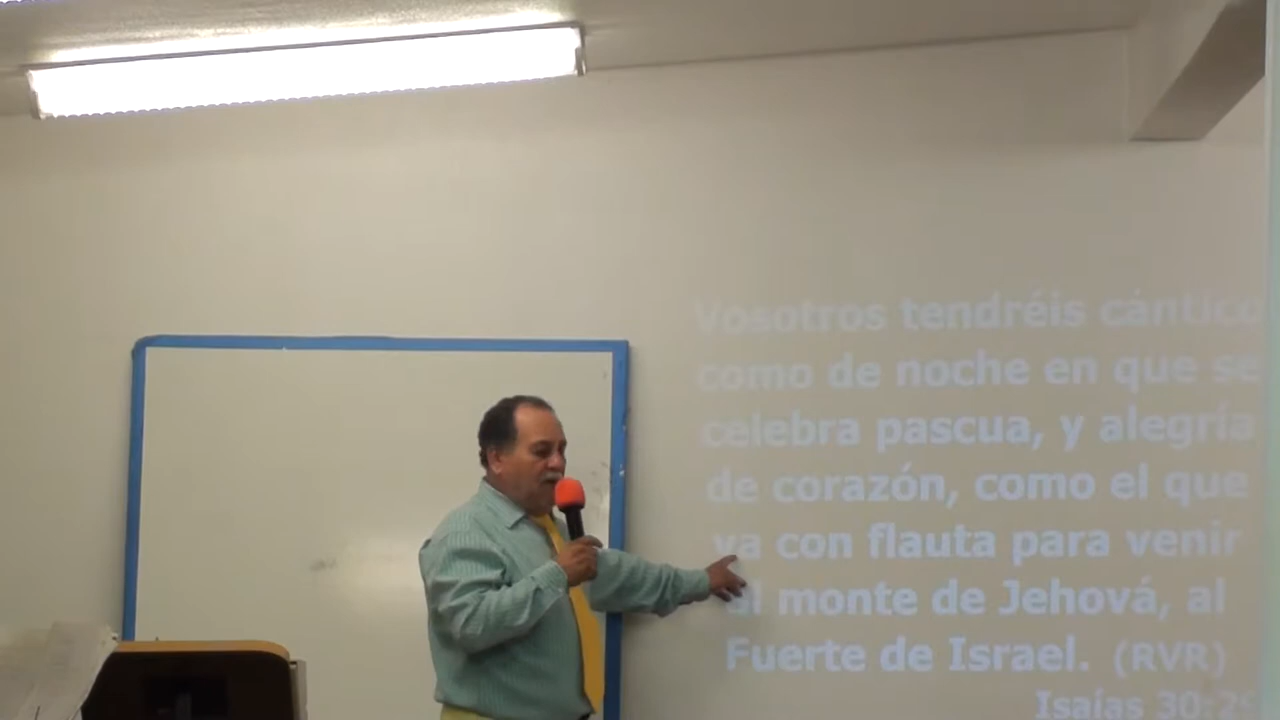 Vosotros tendréis cántico
como de noche en que se
celebra pascua, y alegría
de corazón, como el que
va con flauta para venir
al monte de Jehová, al
Fuerte de Israel. (RVR)
Isaías 30:29